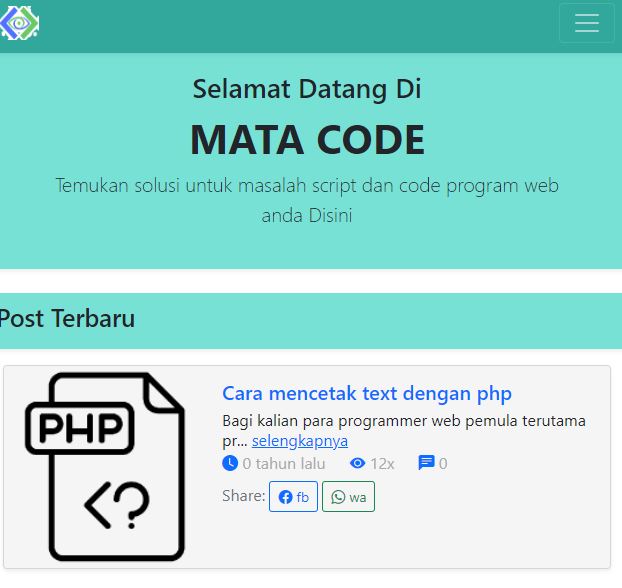 Selamat Datang Di
MATA CODE
Temukan solusi untuk masalah script dan code program web
anda Disini
Post Terbaru
PHP
<?
Cara mencetak text dengan php
Bagi kalian para programmer web pemula terutama
pr... selengkapnya
0 tahun lalu 12x 0
Share: fb wa